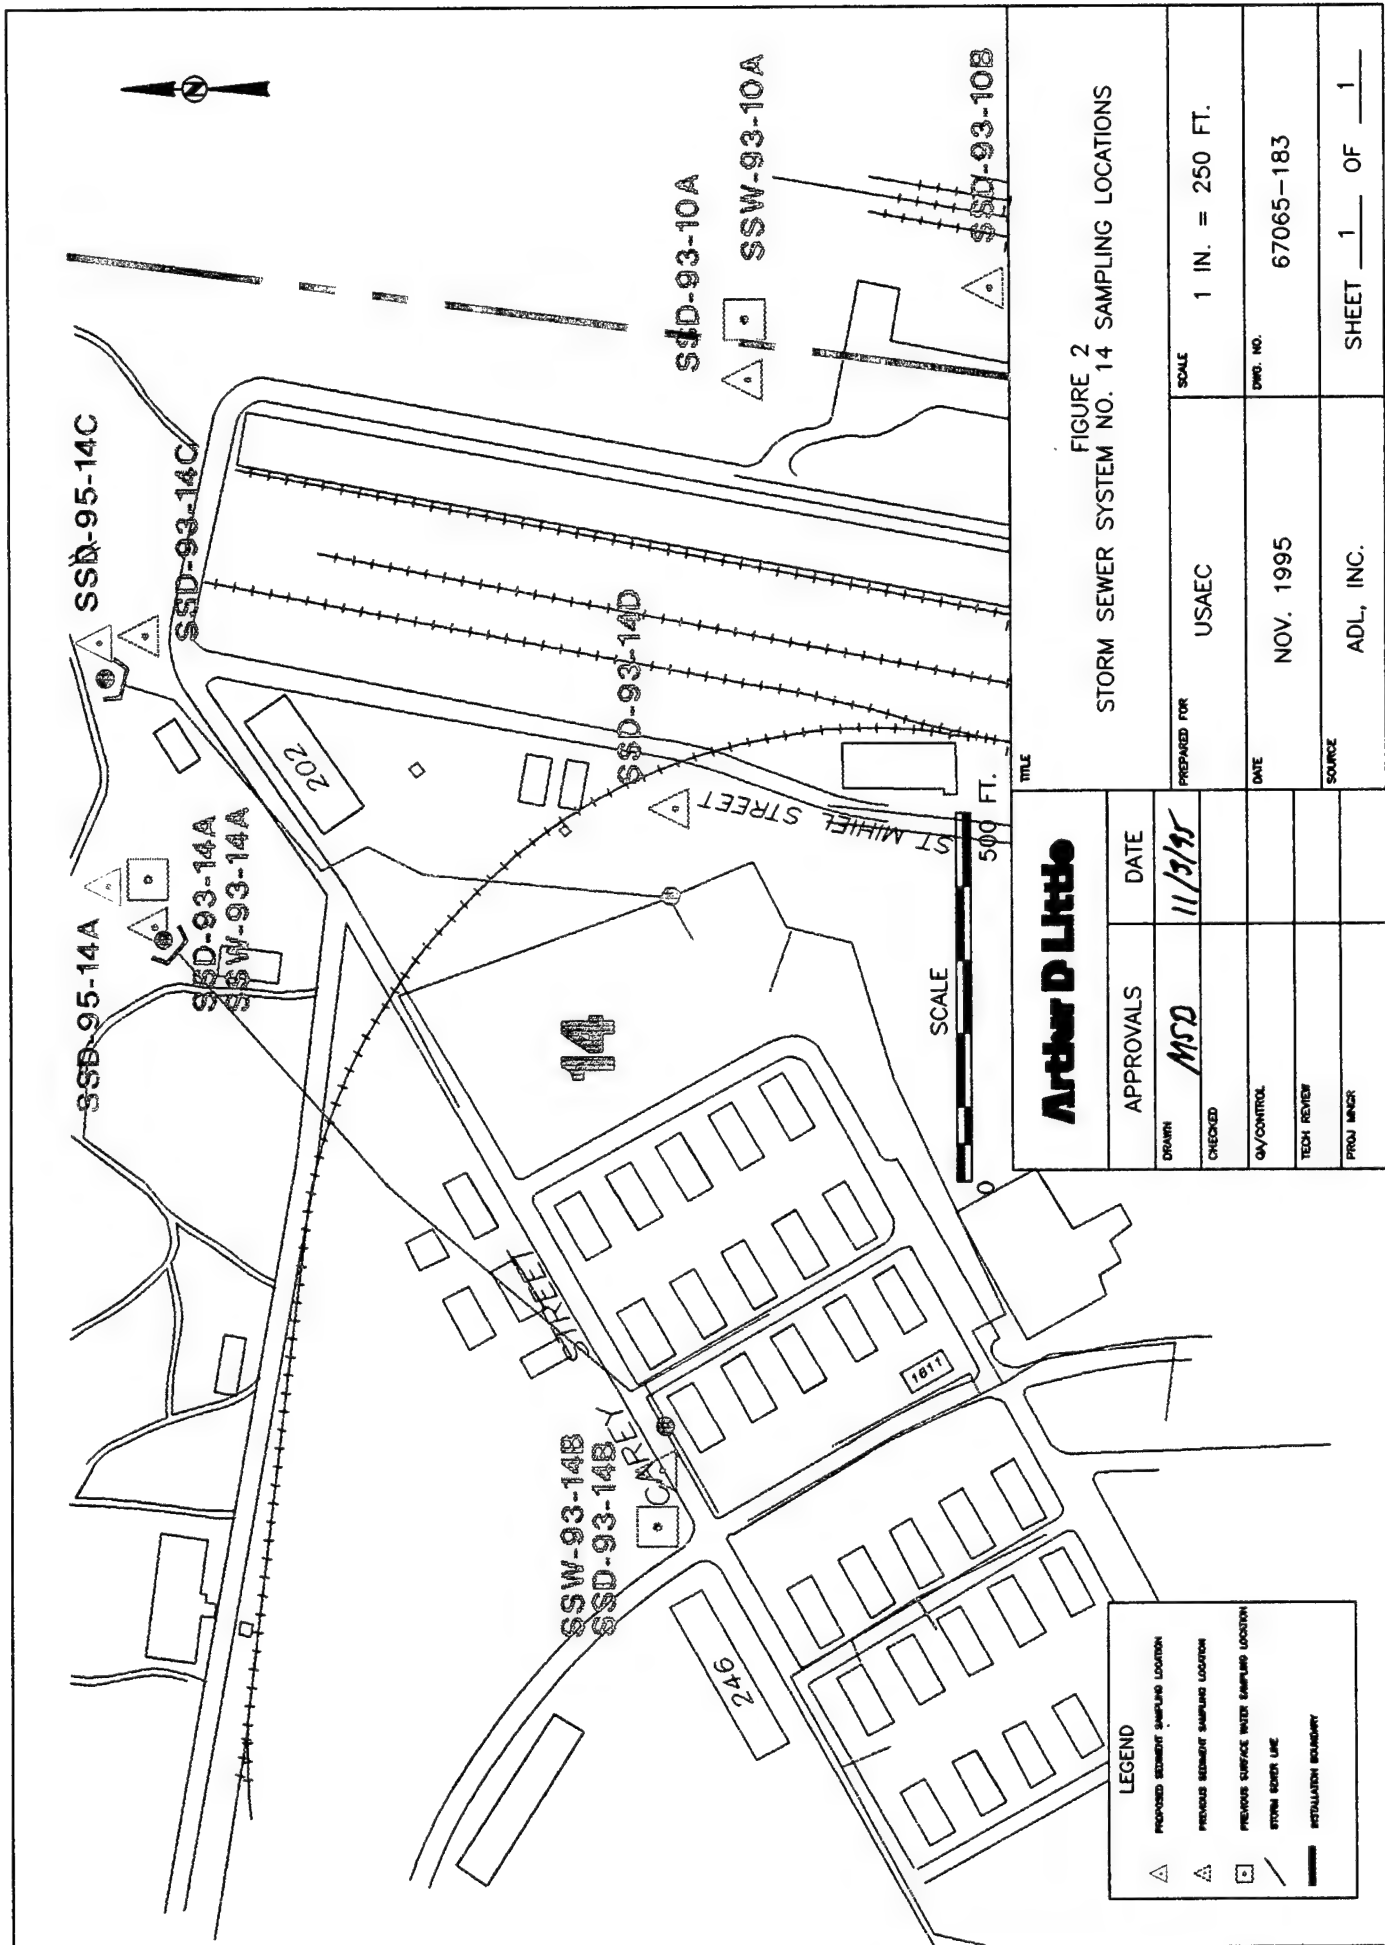 N
SSD-95-14A
SSD-93-14A
SSW-93-14A
SSD-95-14C
SSD-93-14C
202
SSD-93-14D
ST. MIHIEL STREET
14
SSW-93-14B
SSD-93-14B
CAREY STREET
246
1611
SSD-93-10A
SSW-93-10A
SSD-93-10B
SCALE
0
500 FT.
LEGEND
PROPOSED SEDIMENT SAMPLING LOCATION
PREVIOUS SEDIMENT SAMPLING LOCATION
PREVIOUS SURFACE WATER SAMPLING LOCATION
STORM SEWER LINE
INSTALLATION BOUNDARY
Arthur D Little
TITLE
FIGURE 2
STORM SEWER SYSTEM NO. 14 SAMPLING LOCATIONS
APPROVALS
DATE
DRAWN
MSD
11/9/95
CHECKED
QA/CONTROL
TECH REVIEW
PROJ MNGR
PREPARED FOR
USAEC
SCALE
1 IN. = 250 FT.
DATE
NOV. 1995
DWG. NO.
67065-183
SOURCE
ADL, INC.
SHEET 1 OF 1